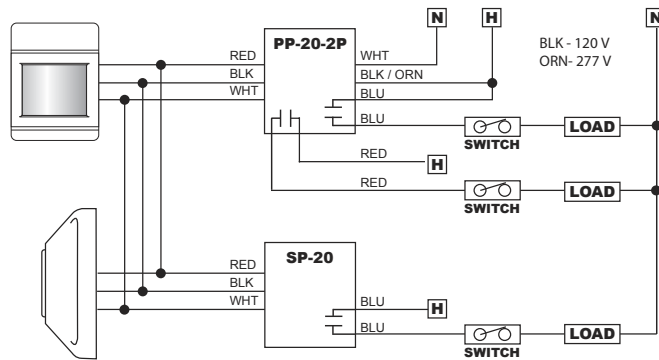 N
H
N
BLK - 120 V
ORN- 277 V
RED
BLK
WHT
PP-20-2P
WHT
BLK / ORN
BLU
BLU
SWITCH
LOAD
RED
H
RED
SWITCH
LOAD
RED
BLK
WHT
SP-20
BLU
H
BLU
SWITCH
LOAD